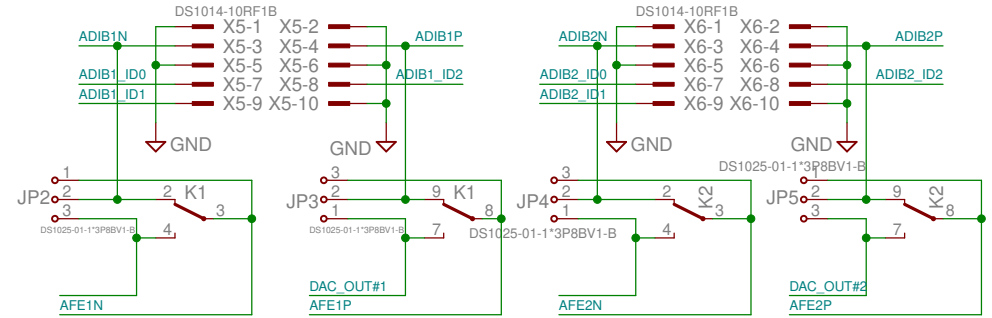 DS1014-10RF1B
DS1014-10RF1B
X5-1 X5-2
X6-1 X6-2
ADIB1N X5-3 X5-4 ADIB1P
ADIB2N X6-3 X6-4 ADIB2P
X5-5 X5-6
X6-5 X6-6
ADIB1_ID0 X5-7 X5-8 ADIB1_ID2
ADIB2_ID0 X6-7 X6-8 ADIB2_ID2
ADIB1_ID1 X5-9 X5-10
ADIB2_ID1 X6-9 X6-10
GND GND GND GND
DS1025-01-1*3P8BV1-B
1 3 3 1
JP2 2 2 K1 3
JP3 2 9 K1 8
JP4 2 2 K2 3
JP5 2 9 K2 8
3 1 1 3
DS1025-01-1*3P8BV1-B
DS1025-01-1*3P8BV1-B
DS1025-01-1*3P8BV1-B
4 7 4 7
DAC_OUT#1 DAC_OUT#2
AFE1N AFE1P AFE2N AFE2P